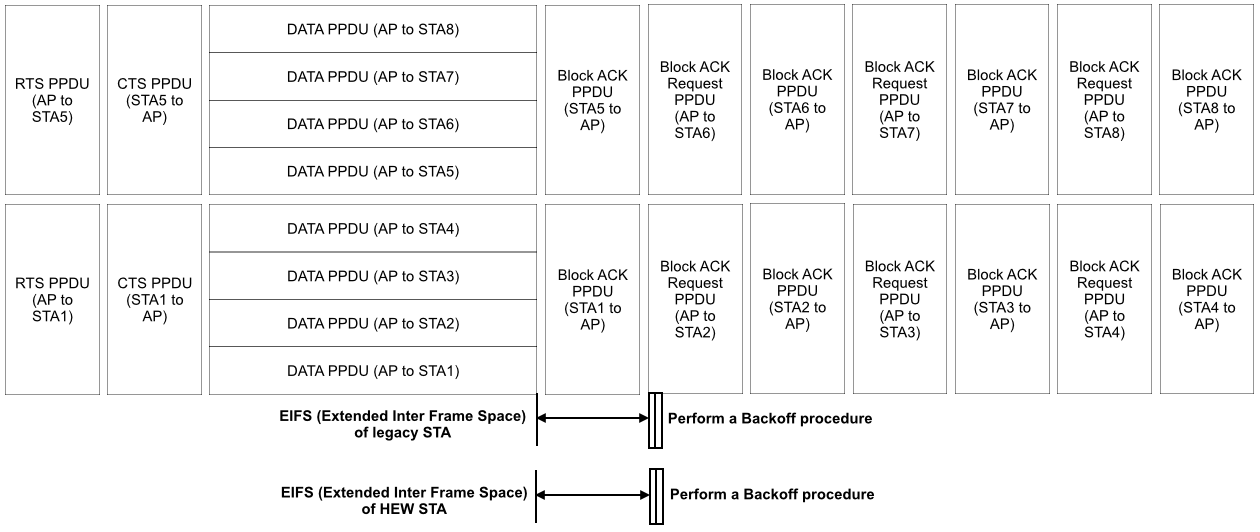 DATA PPDU (AP to STA8)
DATA PPDU (AP to STA7)
DATA PPDU (AP to STA6)
DATA PPDU (AP to STA5)
RTS PPDU
(AP to
STA5)
CTS PPDU
(STA5 to
AP)
Block ACK
PPDU
(STA5 to
AP)
Block ACK
Request
PPDU
(AP to
STA6)
Block ACK
PPDU
(STA6 to
AP)
Block ACK
Request
PPDU
(AP to
STA7)
Block ACK
PPDU
(STA7 to
AP)
Block ACK
Request
PPDU
(AP to
STA8)
Block ACK
PPDU
(STA8 to
AP)
DATA PPDU (AP to STA4)
DATA PPDU (AP to STA3)
DATA PPDU (AP to STA2)
DATA PPDU (AP to STA1)
RTS PPDU
(AP to
STA1)
CTS PPDU
(STA1 to
AP)
Block ACK
PPDU
(STA1 to
AP)
Block ACK
Request
PPDU
(AP to
STA2)
Block ACK
PPDU
(STA2 to
AP)
Block ACK
Request
PPDU
(AP to
STA3)
Block ACK
PPDU
(STA3 to
AP)
Block ACK
Request
PPDU
(AP to
STA4)
Block ACK
PPDU
(STA4 to
AP)
EIFS (Extended Inter Frame Space)
of legacy STA
Perform a Backoff procedure
EIFS (Extended Inter Frame Space)
of HEW STA
Perform a Backoff procedure